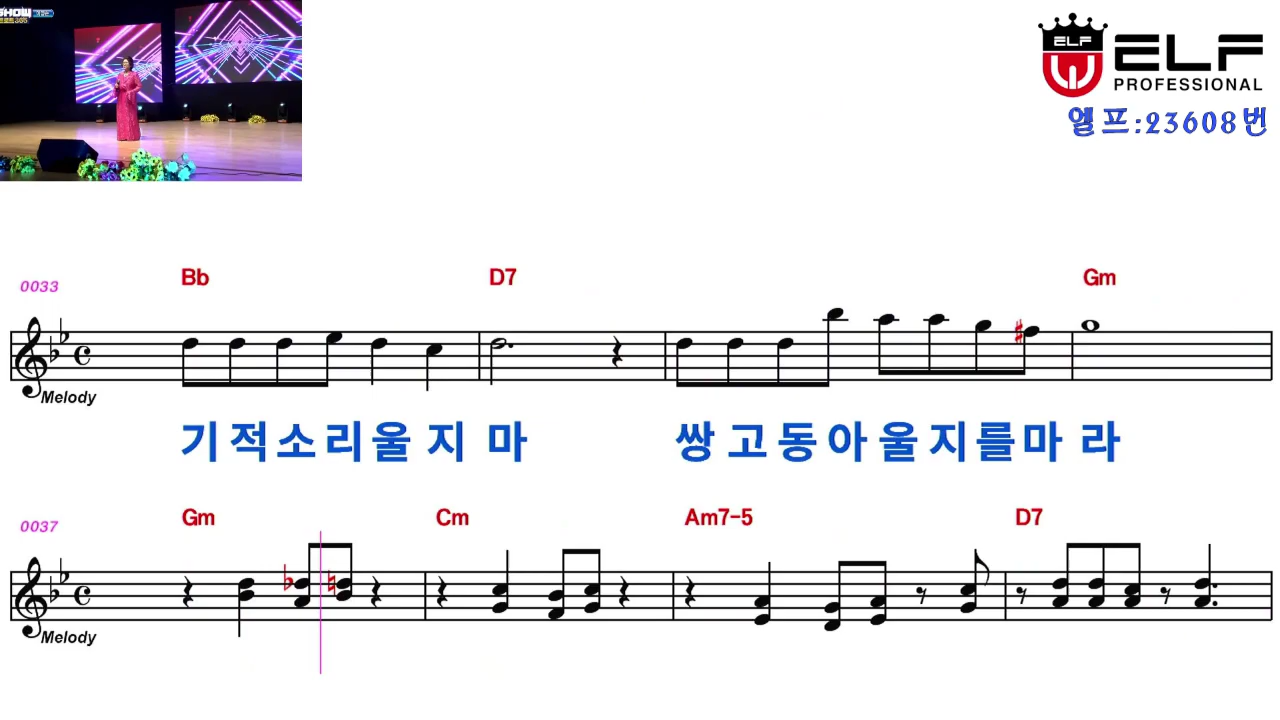 SHOW
ELF
ELF
PROFESSIONAL
엘프:23608번
0033
Bb D7 Gm
Melody
기적소리울지마 쌍고동아울지를마라
0037
Gm Cm Am7-5 D7
Melody